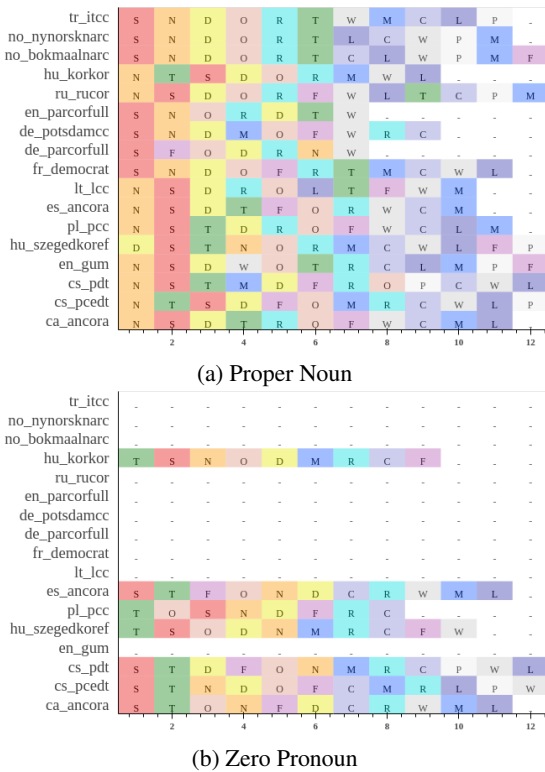 tr_itcc S N D O R T W M C L P -
no_nynorsknarc S N D O R T L C W P M -
no_bokmaalnarc S N D O R T C L W P M F
hu_korkor N T S D O R M W L - - -
ru_rucor N S D O R F W L T C P M
en_parcorfull S N O R D T W - - - - -
de_potsdamcc S N D M O F W R C - - -
de_parcorfull S F O D R N W - - - - -
fr_democrat S N D O F R T M C W L -
lt_lcc N S D R O L T F W M - -
es_ancora N S D T F O R W C M - -
pl_pcc N S T D R O F W C L M -
hu_szegedkoref D S T N O R M C W L F P
en_gum N S D W O T R C L M P F
cs_pdt N S T M D F R O P C W L
cs_pcedt N T S D F O M R C W L P
ca_ancora N S D T R O F W C M L -
2 4 6 8 10 12
(a) Proper Noun
tr_itcc - - - - - - - - - - - -
no_nynorsknarc - - - - - - - - - - - -
no_bokmaalnarc - - - - - - - - - - - -
hu_korkor T S N O D M R C F - - -
ru_rucor - - - - - - - - - - - -
en_parcorfull - - - - - - - - - - - -
de_potsdamcc - - - - - - - - - - - -
de_parcorfull - - - - - - - - - - - -
fr_democrat - - - - - - - - - - - -
lt_lcc - - - - - - - - - - - -
es_ancora S T F O N D C R W M L -
pl_pcc T O S N D F R C - - - -
hu_szegedkoref T S O D N M R C F W - -
en_gum - - - - - - - - - - - -
cs_pdt S T D F O N M R C P W L
cs_pcedt S T N D O F C M R L P W
ca_ancora S T O N F D C R W M L -
2 4 6 8 10 12
(b) Zero Pronoun